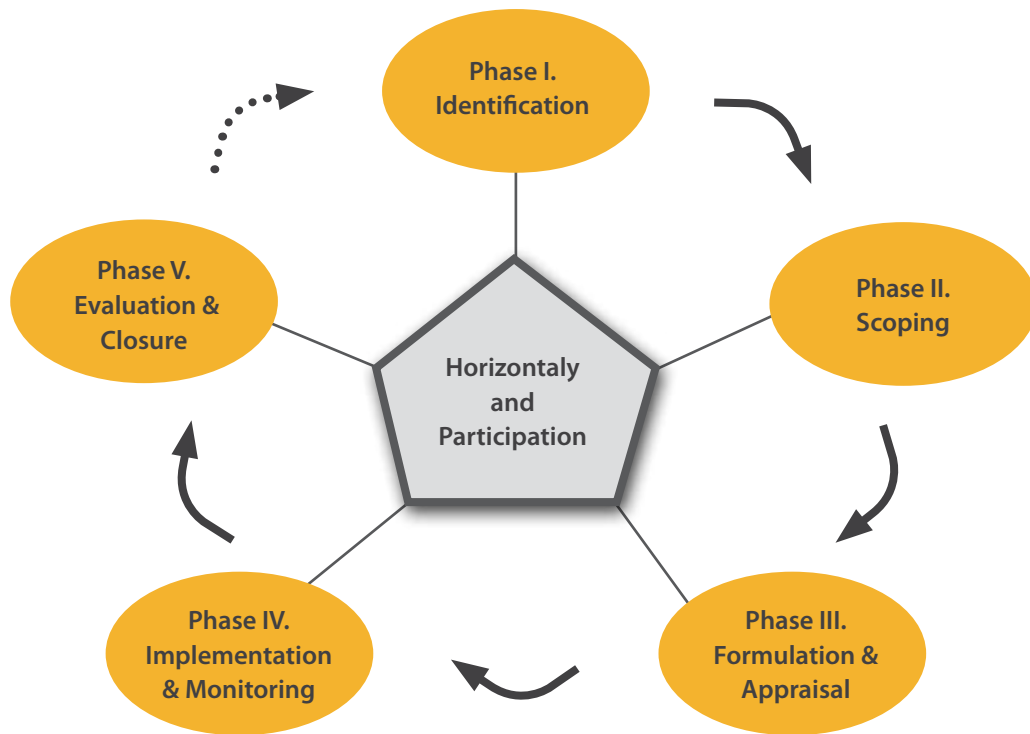 Phase I.
Identification
Phase II.
Scoping
Phase III.
Formulation &
Appraisal
Phase IV.
Implementation
& Monitoring
Phase V.
Evaluation &
Closure
Horizontaly
and
Participation